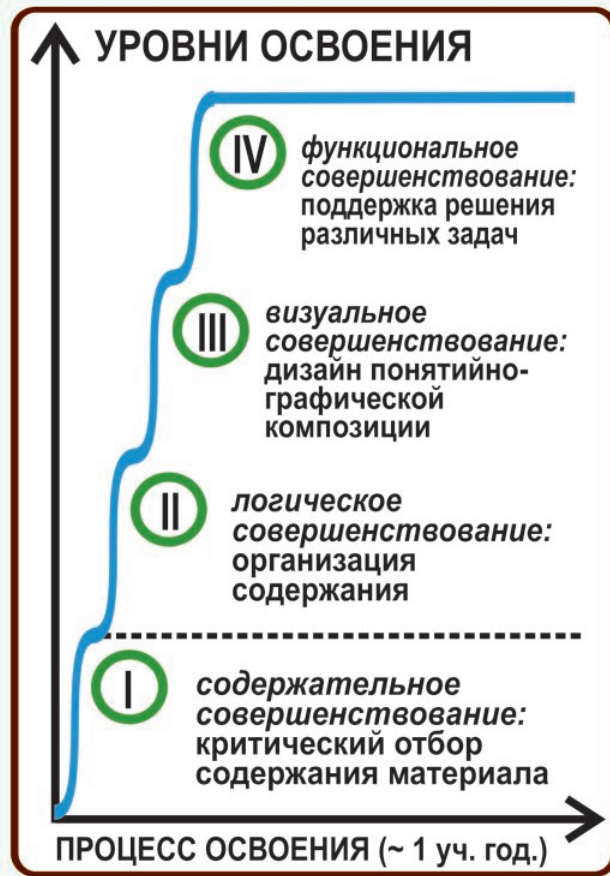 УРОВНИ ОСВОЕНИЯ
IV
функциональное
совершенствование:
поддержка решения
различных задач
III
визуальное
совершенствование:
дизайн понятийно-
графической
композиции
II
логическое
совершенствование:
организация
содержания
I
содержательное
совершенствование:
критический отбор
содержания материала
ПРОЦЕСС ОСВОЕНИЯ (~ 1 уч. год.)